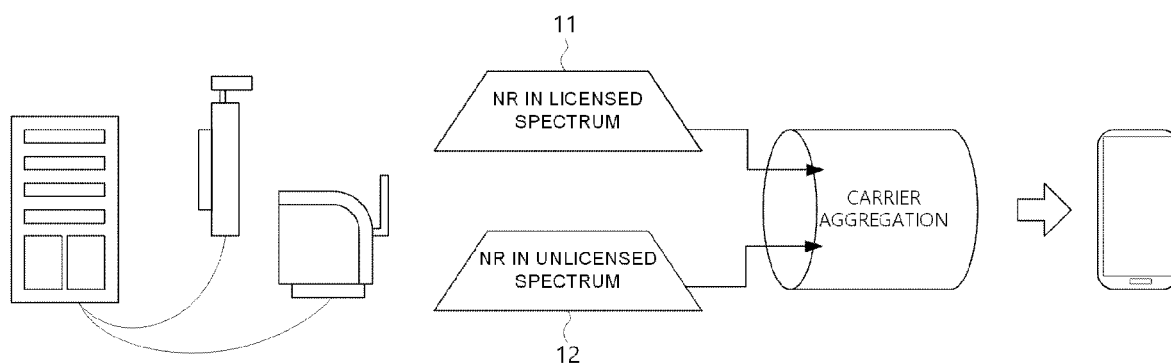 11
NR IN LICENSED
SPECTRUM
CARRIER
AGGREGATION
NR IN UNLICENSED
SPECTRUM
12